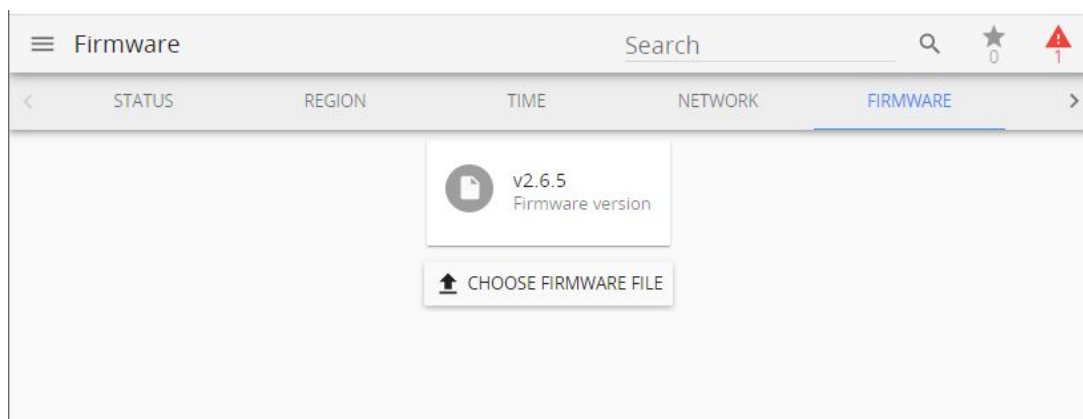 Firmware
Search
0
1
STATUS
REGION
TIME
NETWORK
FIRMWARE
v2.6.5
Firmware version
CHOOSE FIRMWARE FILE